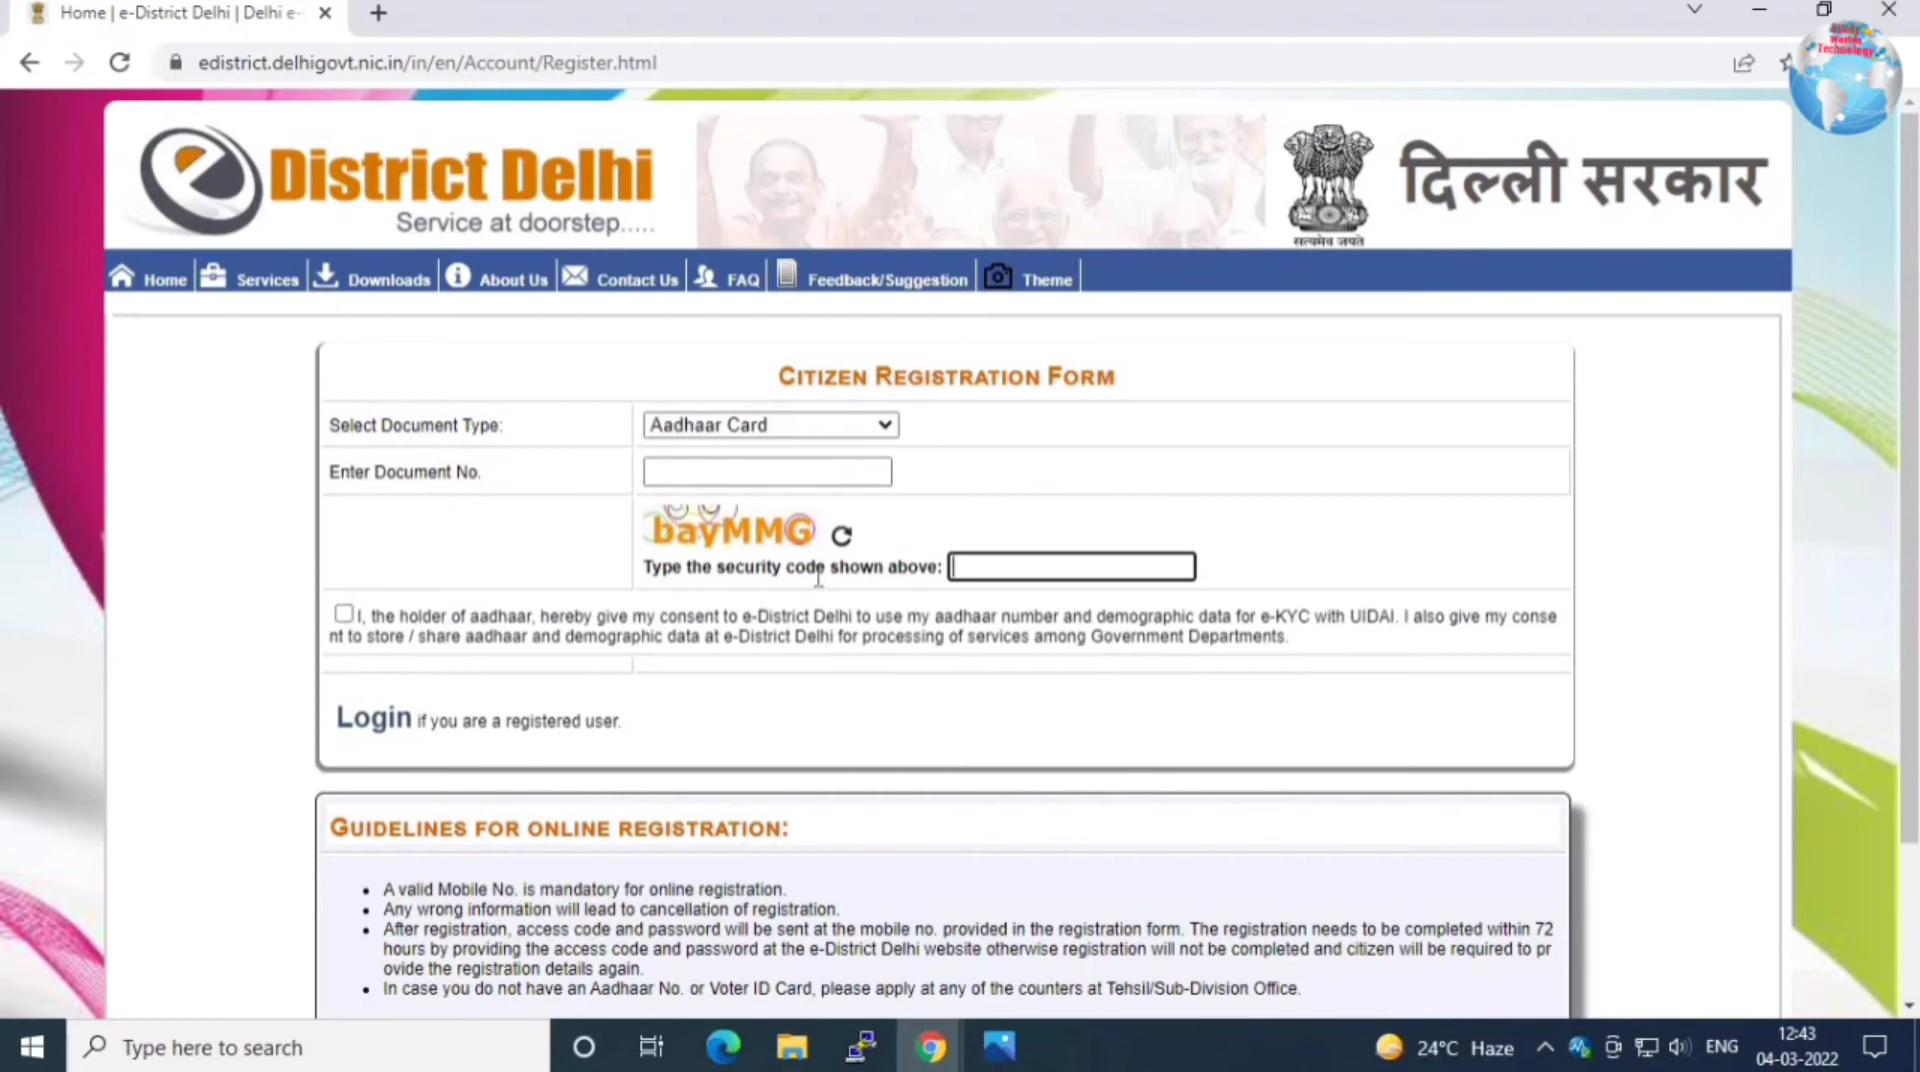 Home | e-District Delhi | Delhi e-
edistrict.delhigovt.nic.in/in/en/Account/Register.html
Study
Technology
District Delhi
Service at doorstep.....
सत्यमेव जयते
दिल्ली सरकार
Home Services Downloads About Us Contact Us FAQ Feedback/Suggestion Theme
CITIZEN REGISTRATION FORM
Select Document Type: Aadhaar Card
Enter Document No.
bayMMG
Type the security code shown above:
I, the holder of aadhaar, hereby give my consent to e-District Delhi to use my aadhaar number and demographic data for e-KYC with UIDAI. I also give my conse
nt to store / share aadhaar and demographic data at e-District Delhi for processing of services among Government Departments.
Login if you are a registered user.
GUIDELINES FOR ONLINE REGISTRATION:
• A valid Mobile No. is mandatory for online registration.
• Any wrong information will lead to cancellation of registration.
• After registration, access code and password will be sent at the mobile no. provided in the registration form. The registration needs to be completed within 72
hours by providing the access code and password at the e-District Delhi website otherwise registration will not be completed and citizen will be required to pr
ovide the registration details again.
• In case you do not have an Aadhaar No. or Voter ID Card, please apply at any of the counters at Tehsil/Sub-Division Office.
Type here to search
24°C Haze
ENG
12:43
04-03-2022